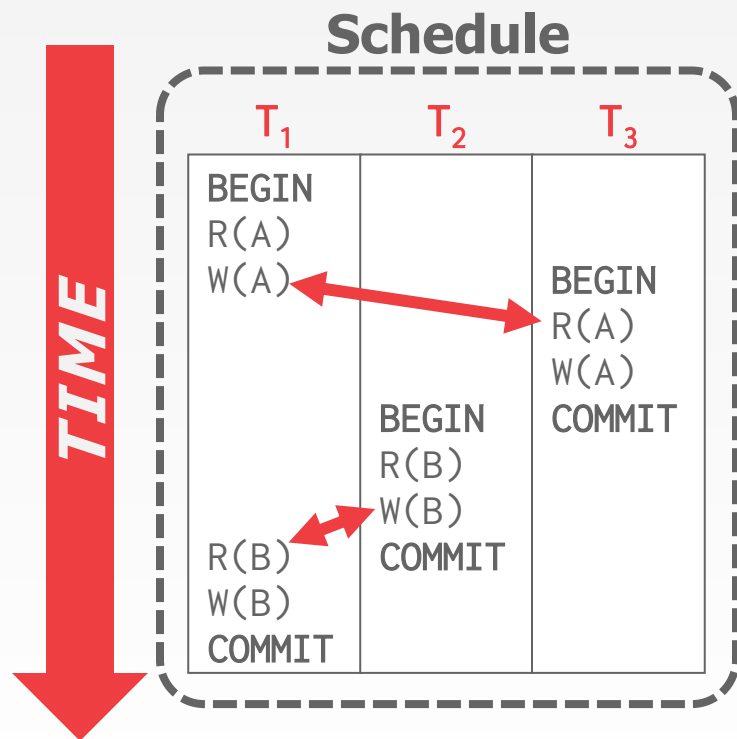 Schedule
TIME
T₁ T₂ T₃
BEGIN
R(A)
W(A) BEGIN
R(A)
W(A)
BEGIN COMMIT
R(B)
W(B)
R(B) COMMIT
W(B)
COMMIT